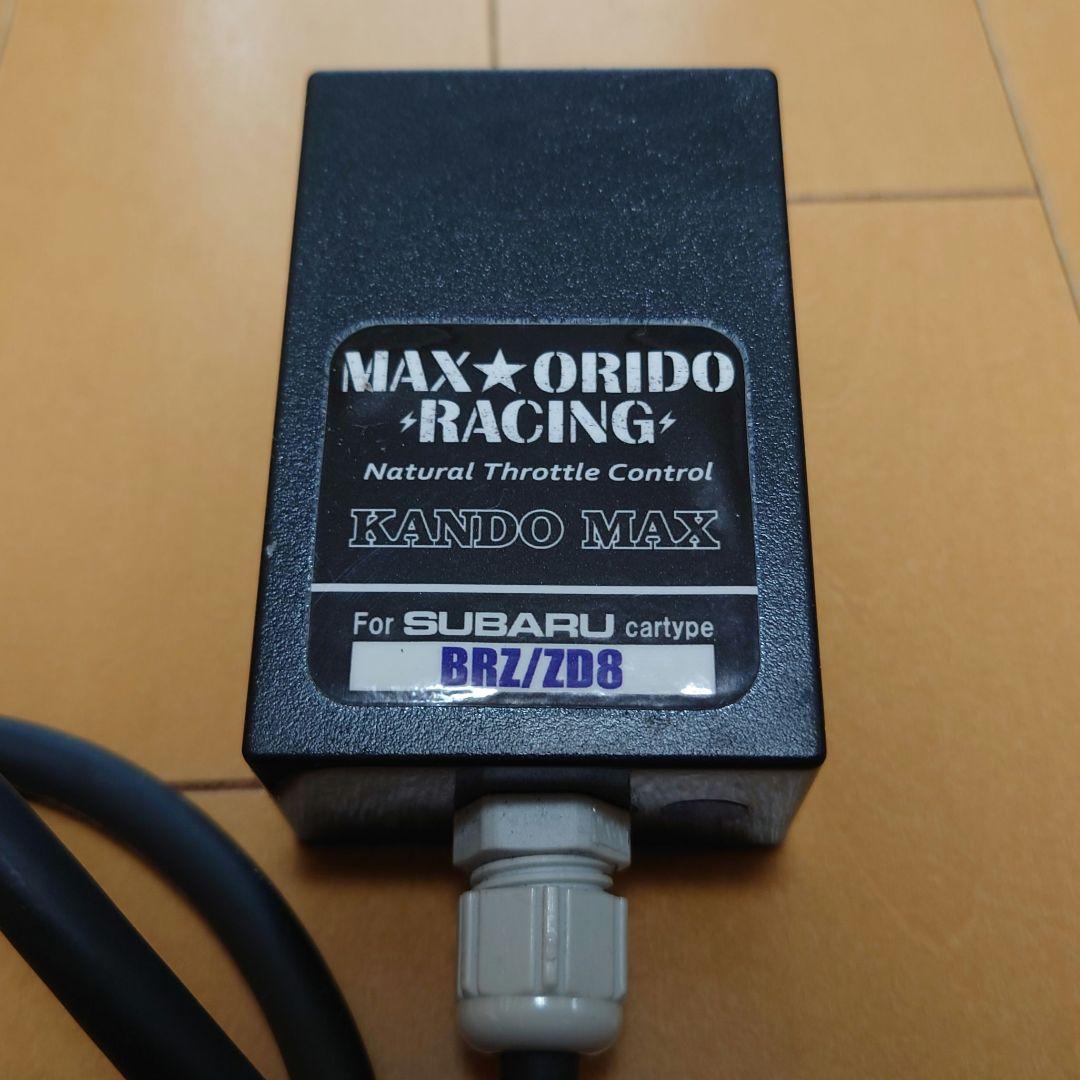 MAX★ORIDO
⚡RACING⚡
Natural Throttle Control
KANDO MAX
For SUBARU cartype
BRZ/ZD8